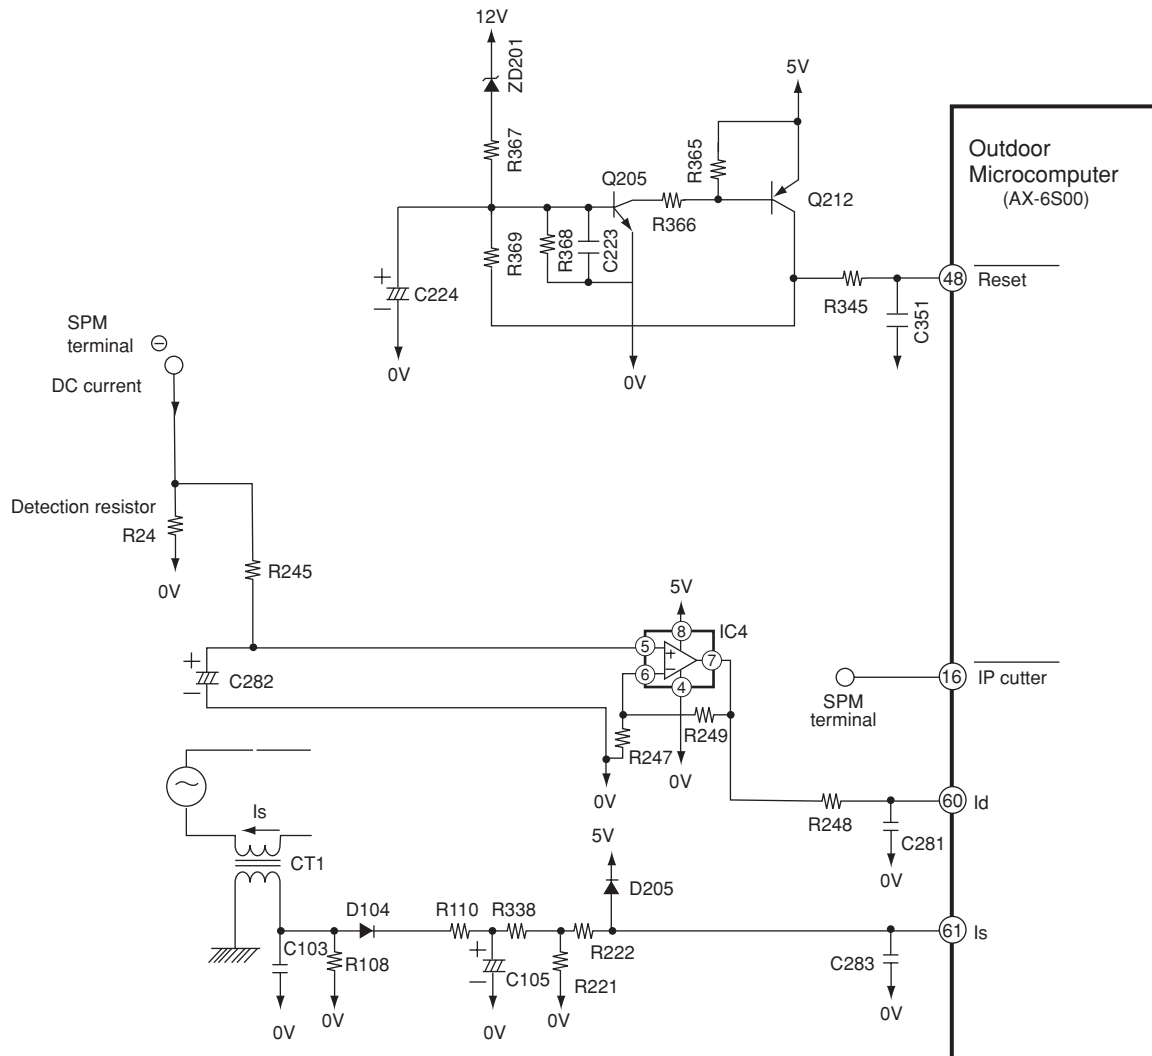 12V
ZD201
5V
R367
R365
Outdoor
Microcomputer
(AX-6S00)
Q205
Q212
R366
R369
R368
C223
+
C224
−
R345
48
Reset
C351
SPM
terminal
⊖
0V
0V
DC current
Detection resistor
R24
R245
0V
5V
8
IC4
5
+
7
6
−
4
+
C282
−
16
IP cutter
SPM
terminal
R249
R247
Is
0V
0V
60
Id
R248
C281
CT1
5V
0V
D205
D104
R110
R338
61
Is
C103
R108
+
C105
−
R222
R221
C283
0V
0V
0V
0V
0V